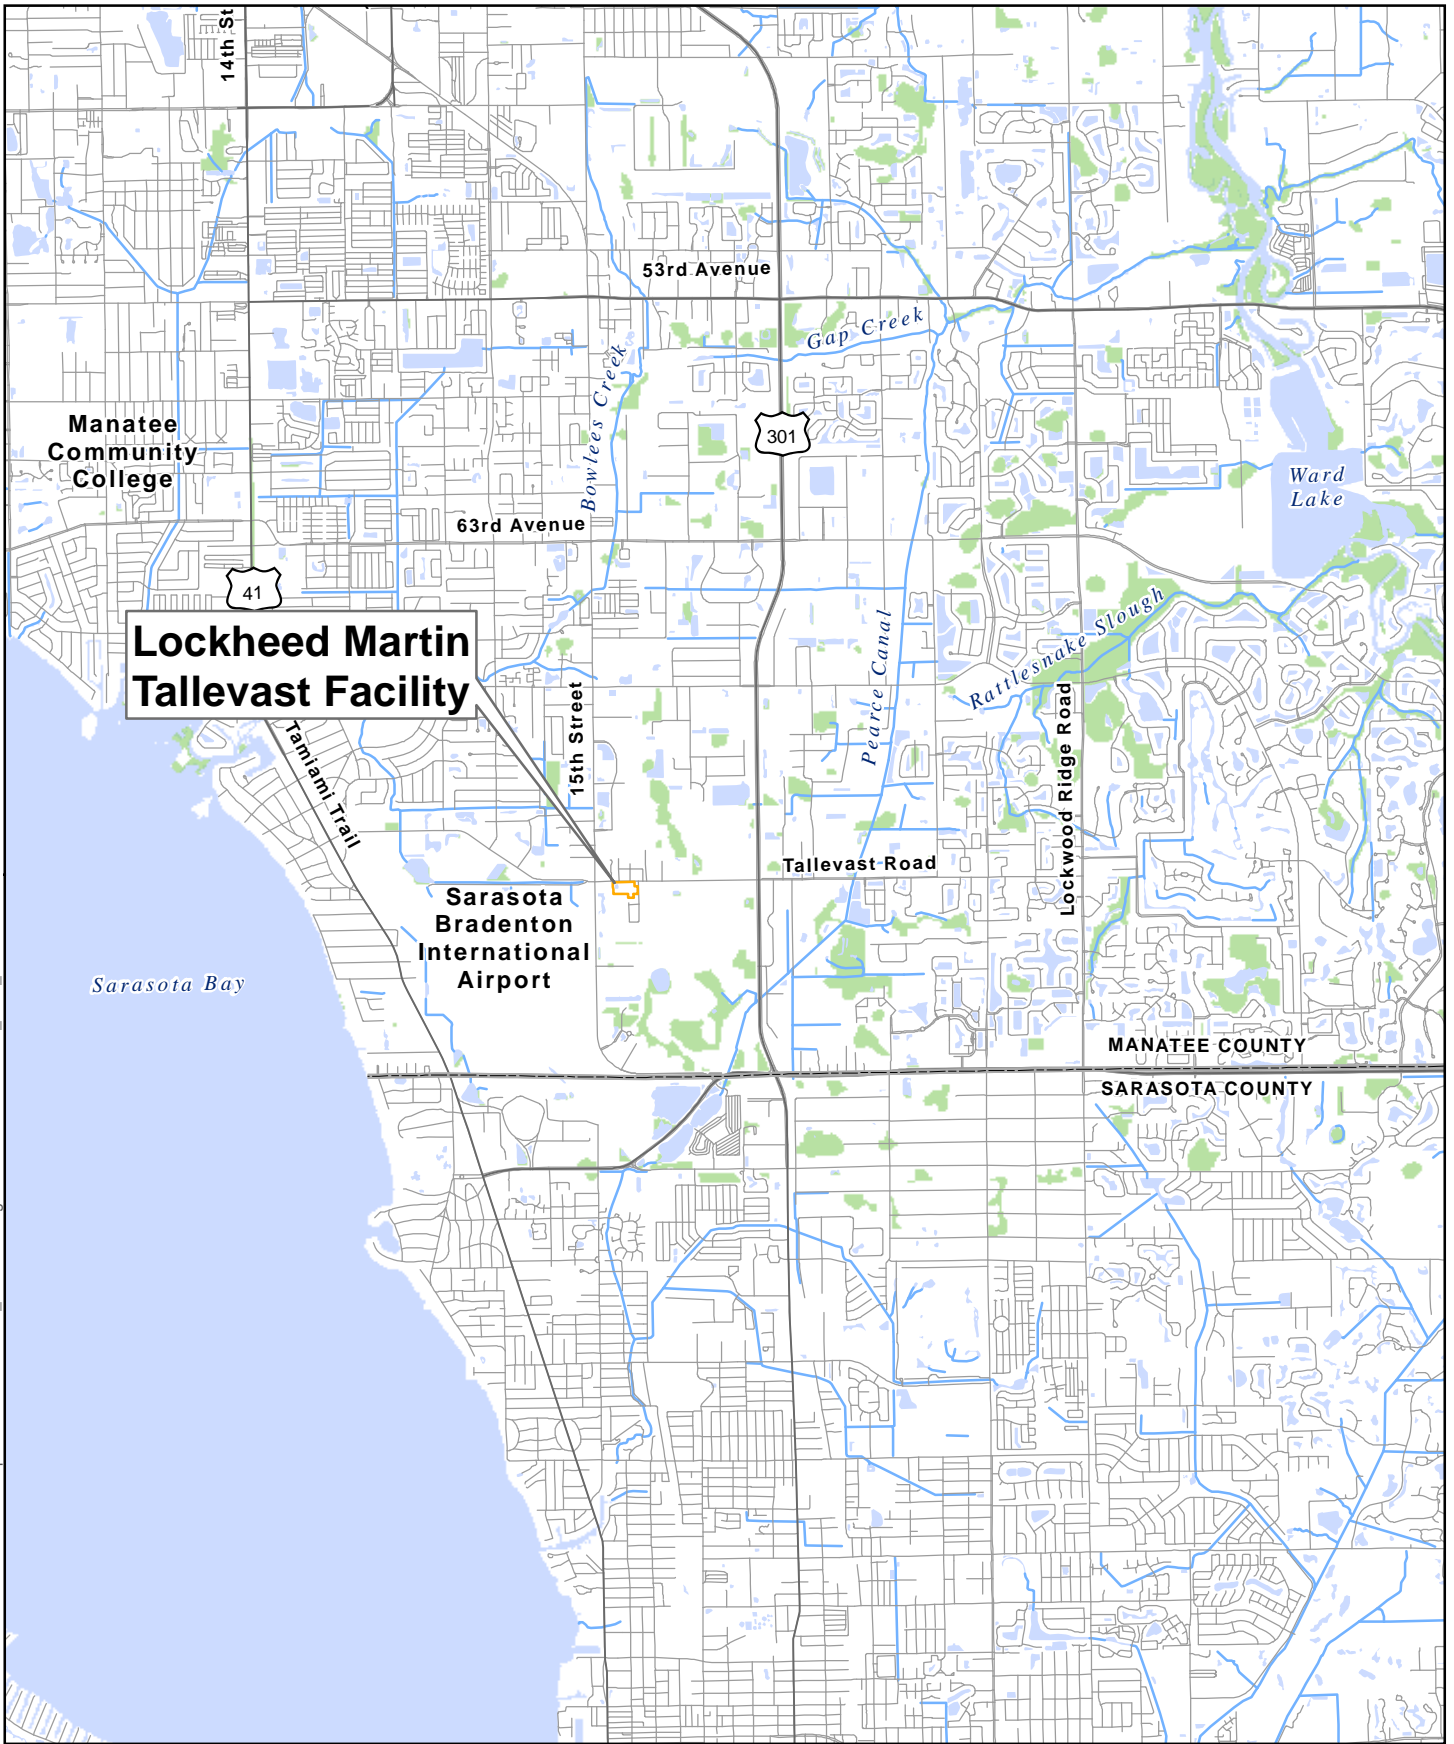 14th St
53rd Avenue
Gap Creek
Bowlees Creek
301
Manatee
Community
College
Ward
Lake
63rd Avenue
41
Lockheed Martin
Tallevast Facility
Rattlesnake Slough
Pearce Canal
15th Street
Lockwood Ridge Road
Tamiami Trail
Tallevast Road
Sarasota
Bradenton
International
Airport
Sarasota Bay
MANATEE COUNTY
SARASOTA COUNTY